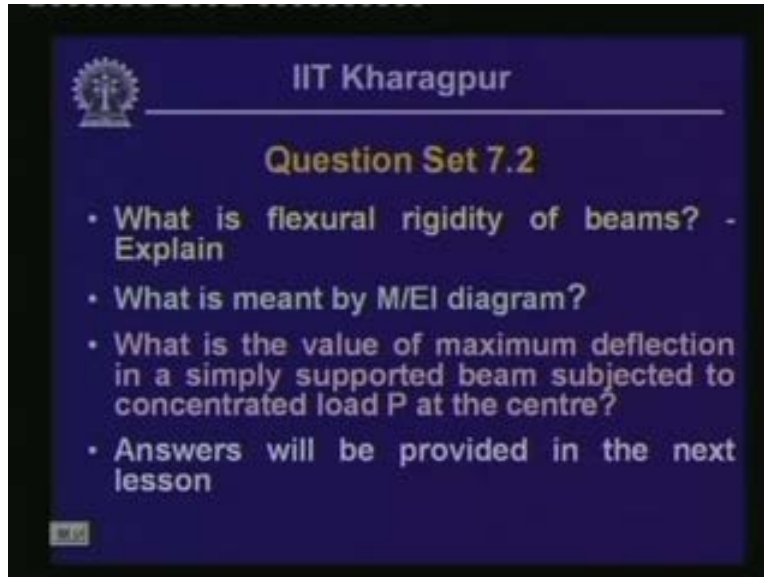 IIT Kharagpur
Question Set 7.2
• What is flexural rigidity of beams? -
Explain
• What is meant by M/EI diagram?
• What is the value of maximum deflection
in a simply supported beam subjected to
concentrated load P at the centre?
• Answers will be provided in the next
lesson